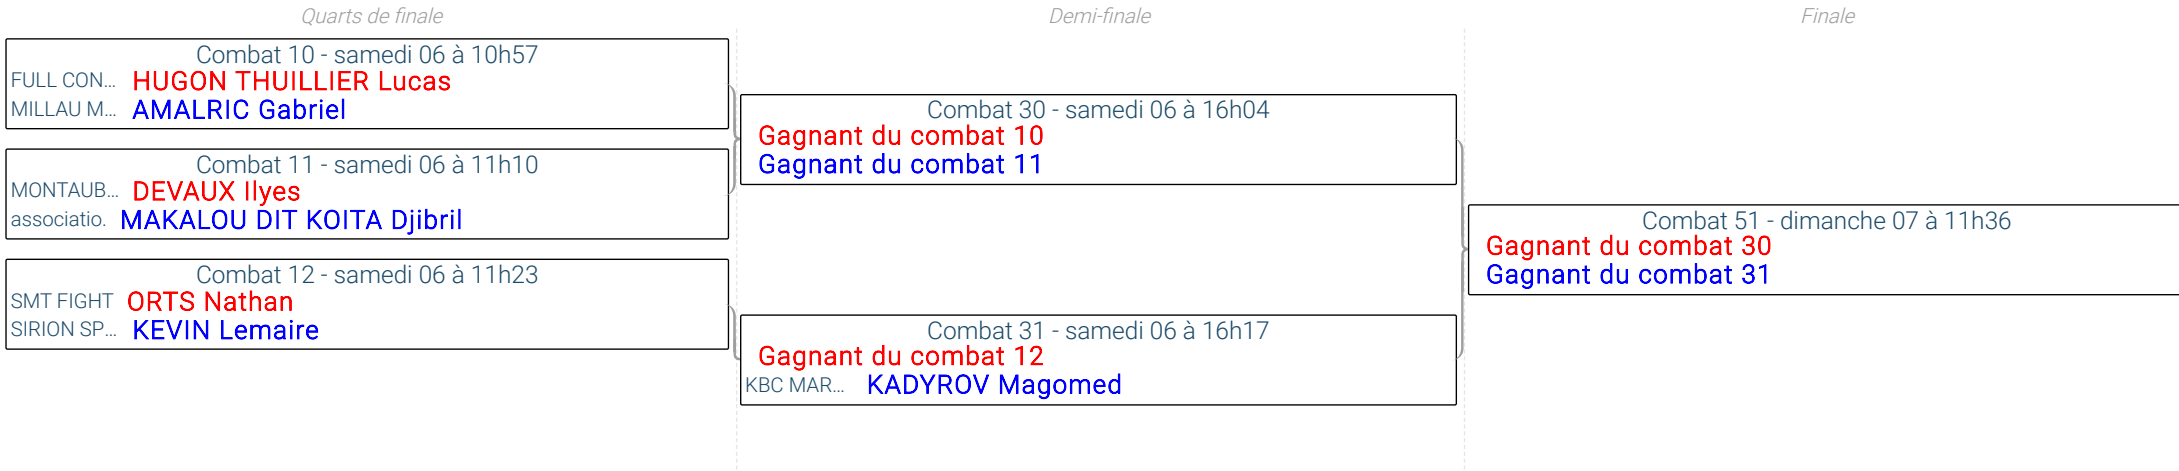 Quarts de finale
Demi-finale
Finale
Combat 10 - samedi 06 à 10h57
FULL CON... HUGON THUILLIER Lucas
MILLAU M... AMALRIC Gabriel
Combat 11 - samedi 06 à 11h10
MONTAUB... DEVAUX Ilyes
associatio. MAKALOU DIT KOITA Djibril
Combat 12 - samedi 06 à 11h23
SMT FIGHT ORTS Nathan
SIRION SP... KEVIN Lemaire
Combat 30 - samedi 06 à 16h04
Gagnant du combat 10
Gagnant du combat 11
Combat 31 - samedi 06 à 16h17
Gagnant du combat 12
KBC MAR... KADYROV Magomed
Combat 51 - dimanche 07 à 11h36
Gagnant du combat 30
Gagnant du combat 31